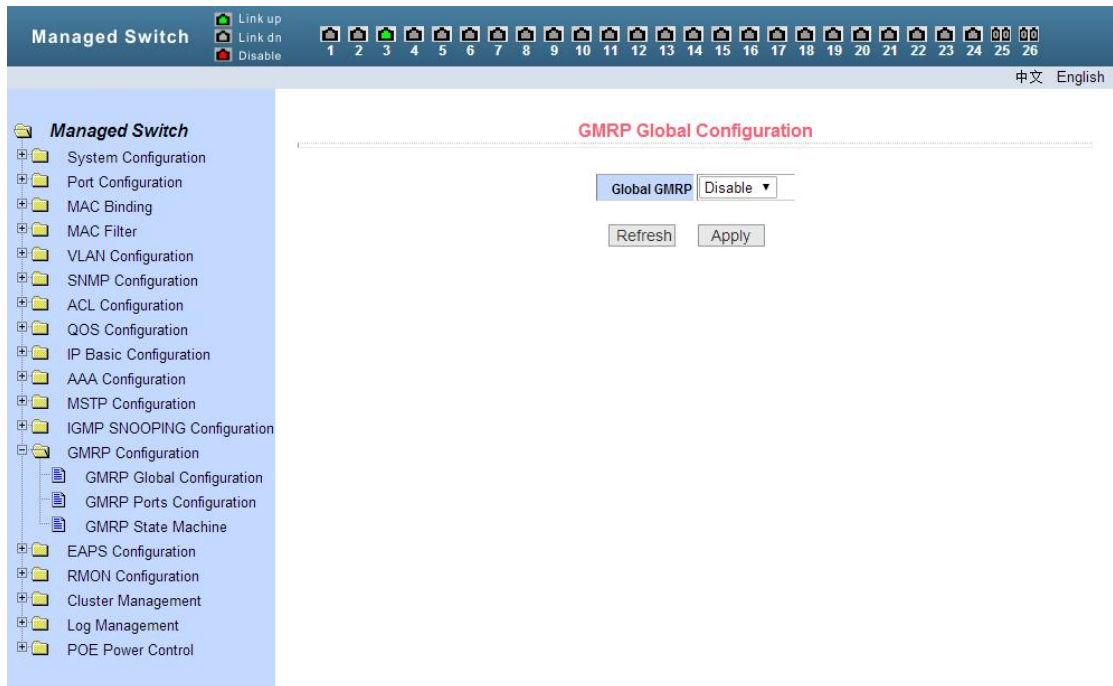 Managed Switch
Link up
Link dn
Disable
1 2 3 4 5 6 7 8 9 10 11 12 13 14 15 16 17 18 19 20 21 22 23 24 25 26
中文 English
Managed Switch
System Configuration
Port Configuration
MAC Binding
MAC Filter
VLAN Configuration
SNMP Configuration
ACL Configuration
QOS Configuration
IP Basic Configuration
AAA Configuration
MSTP Configuration
IGMP SNOOPING Configuration
GMRP Configuration
GMRP Global Configuration
GMRP Ports Configuration
GMRP State Machine
EAPS Configuration
RMON Configuration
Cluster Management
Log Management
POE Power Control
GMRP Global Configuration
Global GMRP Disable
Refresh Apply